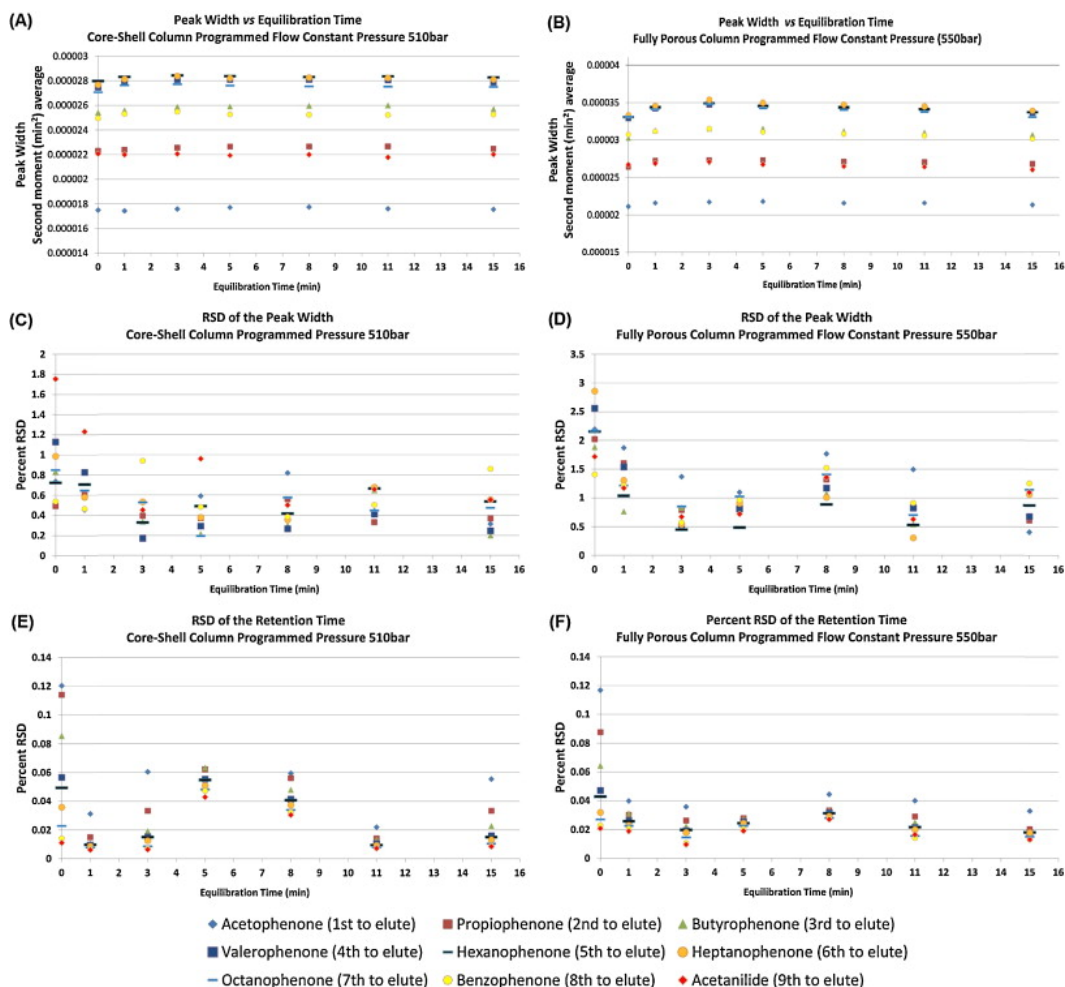 (A)
Peak Width vs Equilibration Time
Core-Shell Column Programmed Flow Constant Pressure 510bar
Peak Width
Second moment (min²) average
0.00003
0.000028
0.000026
0.000024
0.000022
0.00002
0.000018
0.000016
0.000014
0 1 2 3 4 5 6 7 8 9 10 11 12 13 14 15 16
Equilibration Time (min)
(B)
Peak Width vs Equilibration Time
Fully Porous Column Programmed Flow Constant Pressure (550bar)
Peak Width
Second moment (min²) average
0.00004
0.000035
0.00003
0.000025
0.00002
0.000015
0 1 2 3 4 5 6 7 8 9 10 11 12 13 14 15 16
Equilibration Time (min)
(C)
RSD of the Peak Width
Core-Shell Column Programmed Pressure 510bar
Percent RSD
2
1.8
1.6
1.4
1.2
1
0.8
0.6
0.4
0.2
0
0 1 2 3 4 5 6 7 8 9 10 11 12 13 14 15 16
Equilibration Time (min)
(D)
RSD of the Peak Width
Fully Porous Column Programmed Flow Constant Pressure 550bar
Percent RSD
3.5
3
2.5
2
1.5
1
0.5
0
0 1 2 3 4 5 6 7 8 9 10 11 12 13 14 15 16
Equilibration Time (min)
(E)
RSD of the Retention Time
Core-Shell Column Programmed Pressure 510bar
Percent RSD
0.14
0.12
0.1
0.08
0.06
0.04
0.02
0
0 1 2 3 4 5 6 7 8 9 10 11 12 13 14 15 16
Equilibration Time (min)
(F)
Percent RSD of the Retention Time
Fully Porous Column Programmed Flow Constant Pressure 550bar
Percent RSD
0.14
0.12
0.1
0.08
0.06
0.04
0.02
0
0 1 2 3 4 5 6 7 8 9 10 11 12 13 14 15 16
Equilibration Time (min)
Acetophenone (1st to elute) Propiophenone (2nd to elute) Butyrophenone (3rd to elute)
Valerophenone (4th to elute) Hexanophenone (5th to elute) Heptanophenone (6th to elute)
Octanophenone (7th to elute) Benzophenone (8th to elute) Acetanilide (9th to elute)